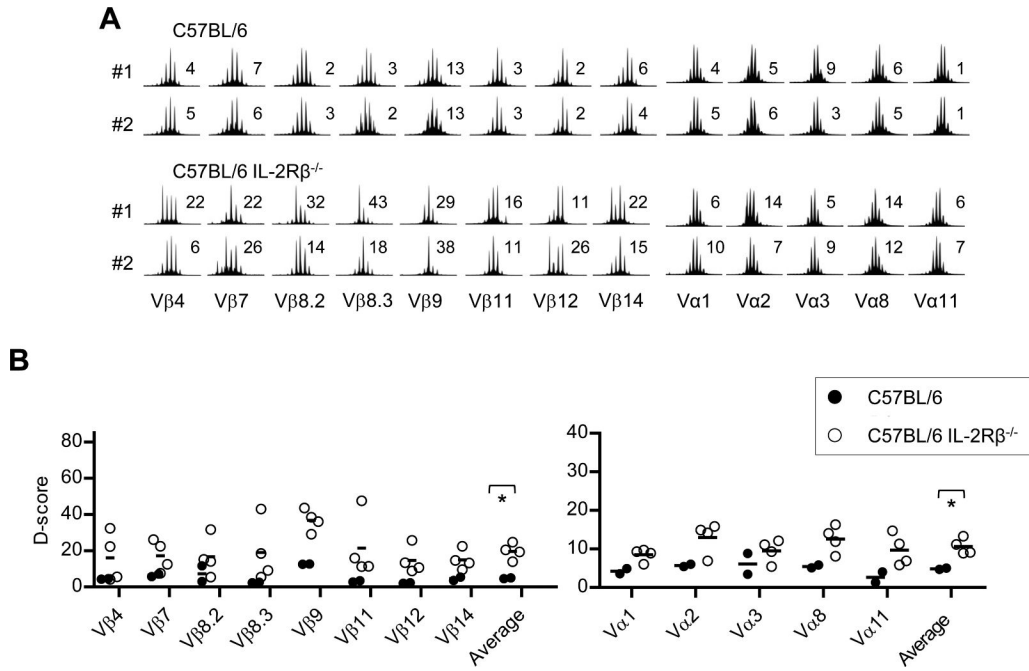 A
C57BL/6
#1 4 7 2 3 13 3 2 6 4 5 9 6 1
#2 5 6 3 2 13 3 2 4 5 6 3 5 1
C57BL/6 IL-2Rβ-/-
#1 22 22 32 43 29 16 11 22 6 14 5 14 6
#2 6 26 14 18 38 11 26 15 10 7 9 12 7
Vβ4 Vβ7 Vβ8.2 Vβ8.3 Vβ9 Vβ11 Vβ12 Vβ14 Vα1 Vα2 Vα3 Vα8 Vα11
B
C57BL/6
C57BL/6 IL-2Rβ-/-
D-score
80
60
40
20
0
*
Vβ4 Vβ7 Vβ8.2 Vβ8.3 Vβ9 Vβ11 Vβ12 Vβ14 Average
40
30
20
10
0
*
Vα1 Vα2 Vα3 Vα8 Vα11 Average